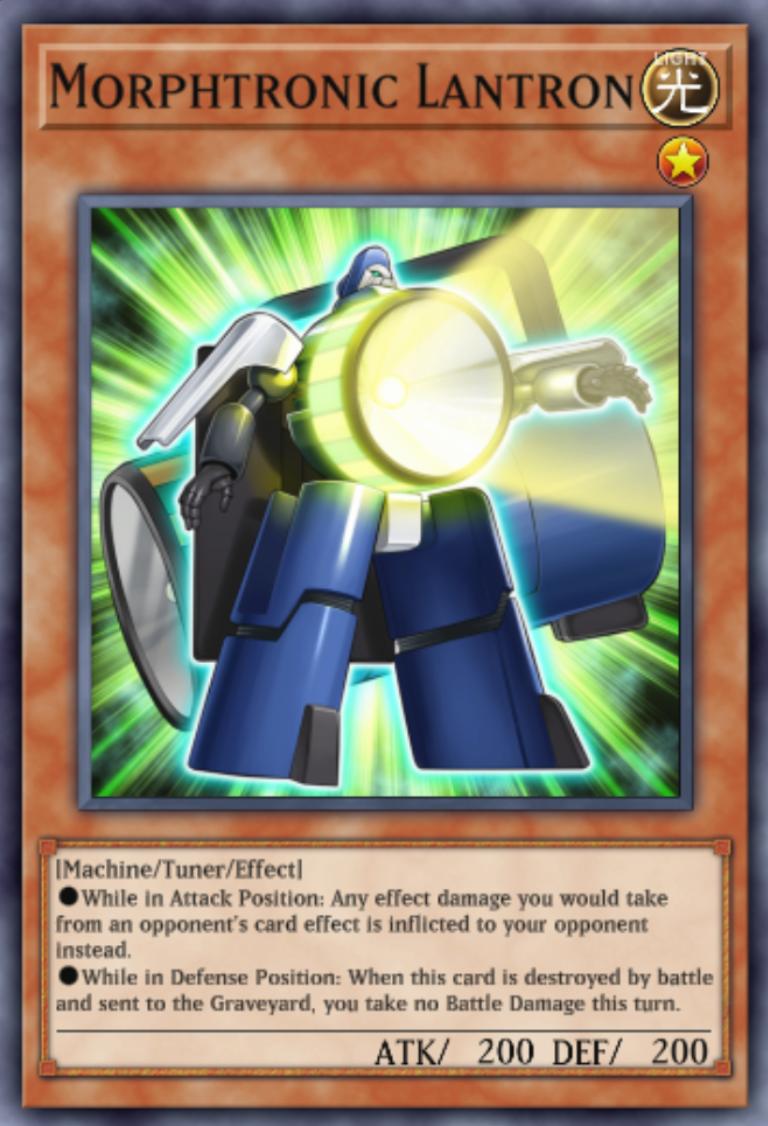 MORPHTRONIC LANTRON
LIGHT
光
[Machine/Tuner/Effect]
●While in Attack Position: Any effect damage you would take
from an opponent's card effect is inflicted to your opponent
instead.
●While in Defense Position: When this card is destroyed by battle
and sent to the Graveyard, you take no Battle Damage this turn.
ATK/ 200 DEF/ 200